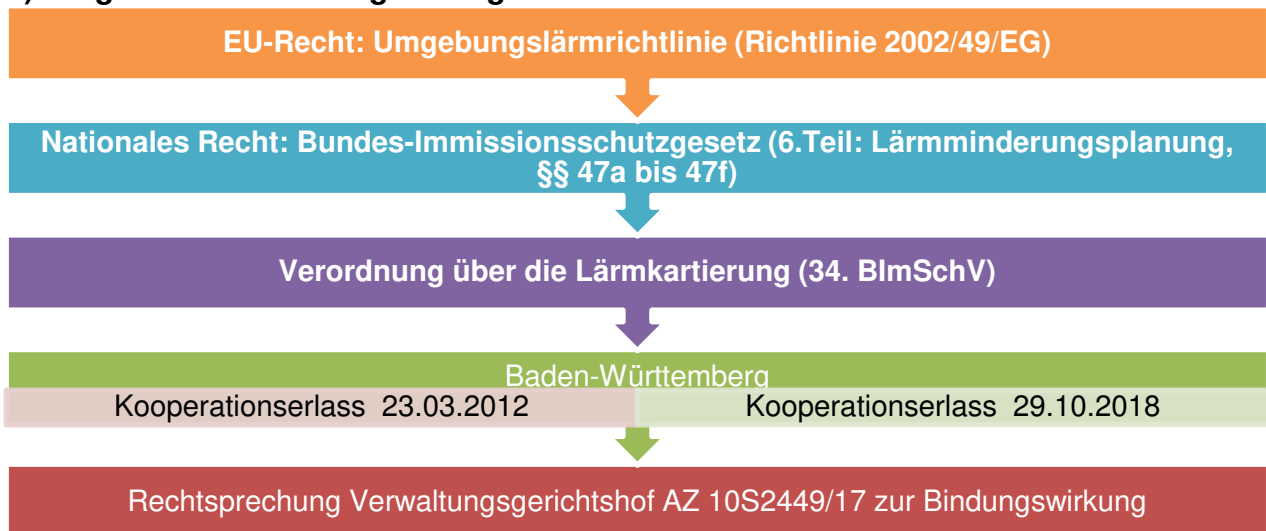 EU-Recht: Umgebungslärmrichtlinie (Richtlinie 2002/49/EG)
Nationales Recht: Bundes-Immissionsschutzgesetz (6.Teil: Lärmminderungsplanung,
§§ 47a bis 47f)
Verordnung über die Lärmkartierung (34. BImSchV)
Baden-Württemberg
Kooperationserlass 23.03.2012
Kooperationserlass 29.10.2018
Rechtsprechung Verwaltungsgerichtshof AZ 10S2449/17 zur Bindungswirkung